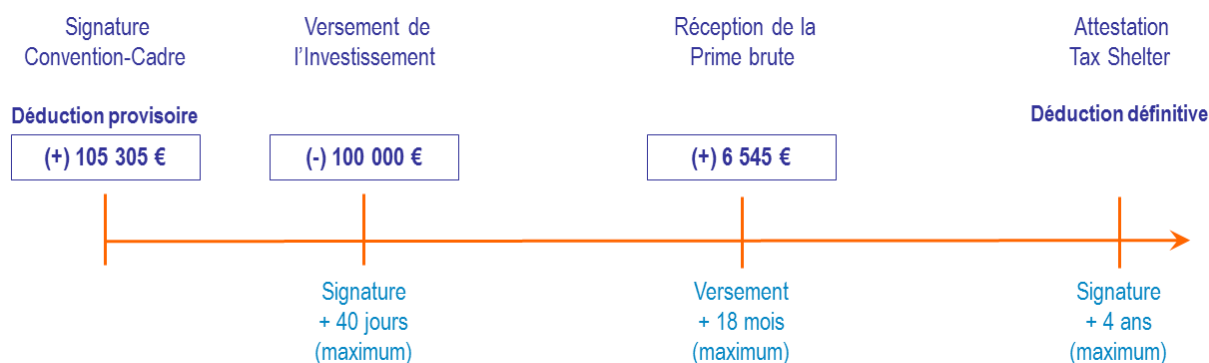 Signature
Convention-Cadre
Versement de
l'Investissement
Réception de la
Prime brute
Attestation
Tax Shelter
Déduction provisoire
Déduction définitive
(+) 105 305 €
(-) 100 000 €
(+) 6 545 €
Signature
+ 40 jours
(maximum)
Versement
+ 18 mois
(maximum)
Signature
+ 4 ans
(maximum)